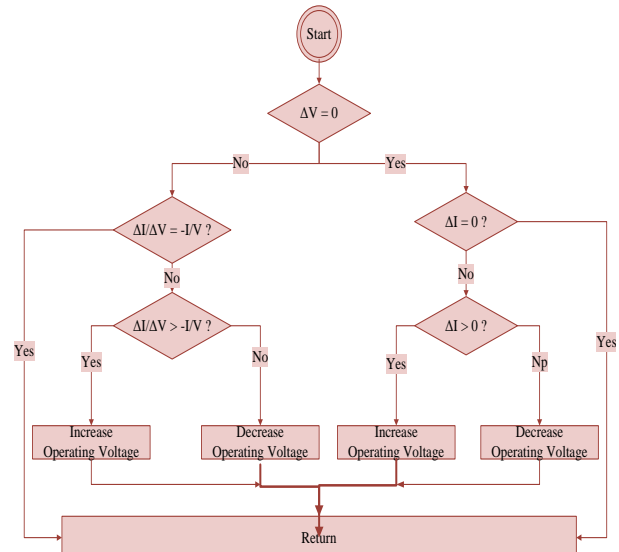 Start
ΔV = 0
No
Yes
ΔI/ΔV = -I/V ?
ΔI = 0 ?
No
No
ΔI/ΔV > -I/V ?
ΔI > 0 ?
Yes
Yes
No
Yes
Np
Yes
Increase
Operating Voltage
Decrease
Operating Voltage
Increase
Operating Voltage
Decrease
Operating Voltage
Return